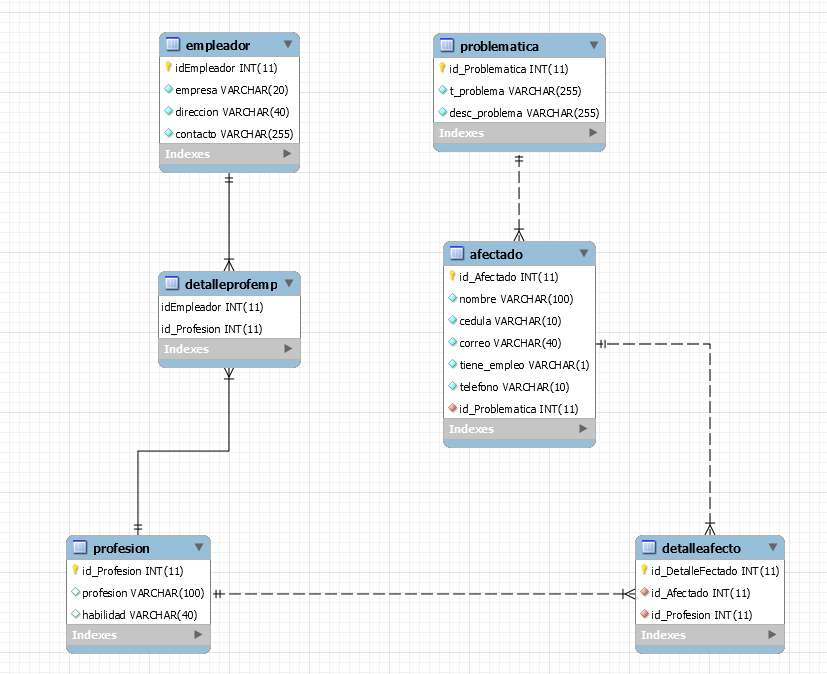 empleador
idEmpleador INT(11)
empresa VARCHAR(20)
direccion VARCHAR(40)
contacto VARCHAR(255)
Indexes
problematica
id_Problematica INT(11)
t_problema VARCHAR(255)
desc_problema VARCHAR(255)
Indexes
detalleprofemp
idEmpleador INT(11)
id_Profesion INT(11)
Indexes
afectado
id_Afectado INT(11)
nombre VARCHAR(100)
cedula VARCHAR(10)
correo VARCHAR(40)
tiene_empleo VARCHAR(1)
telefono VARCHAR(10)
id_Problematica INT(11)
Indexes
profesion
id_Profesion INT(11)
profesion VARCHAR(100)
habilidad VARCHAR(40)
Indexes
detalleafecto
id_DetalleFectado INT(11)
id_Afectado INT(11)
id_Profesion INT(11)
Indexes